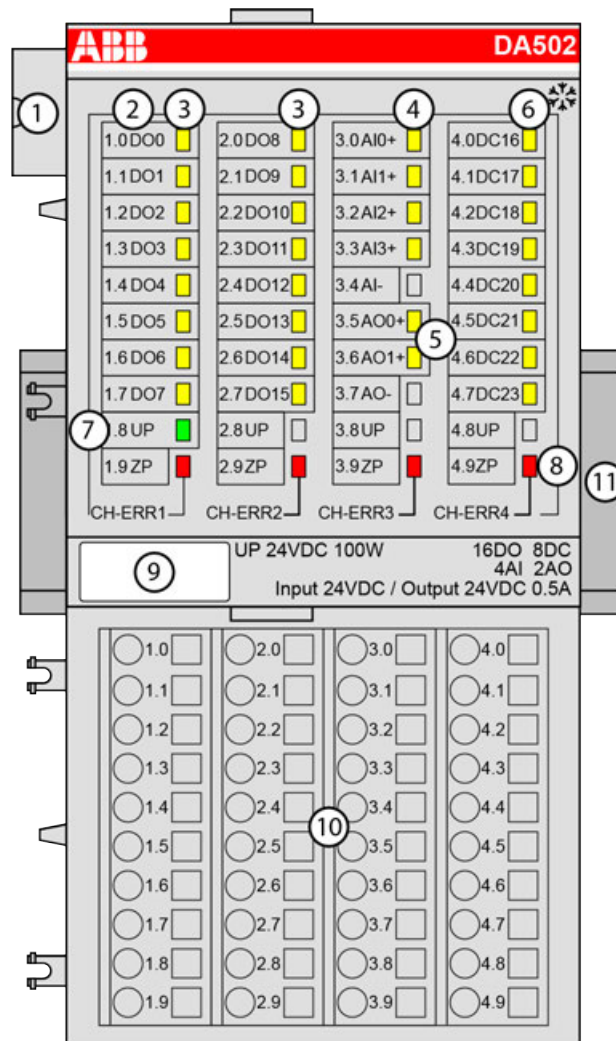 ABB DA502
1 2 3 3 4 6
1.0 DO0 2.0 DO8 3.0 AI0+ 4.0 DC16
1.1 DO1 2.1 DO9 3.1 AI1+ 4.1 DC17
1.2 DO2 2.2 DO10 3.2 AI2+ 4.2 DC18
1.3 DO3 2.3 DO11 3.3 AI3+ 4.3 DC19
1.4 DO4 2.4 DO12 3.4 AI- 4.4 DC20
1.5 DO5 2.5 DO13 3.5 AO0+ 4.5 DC21
5
1.6 DO6 2.6 DO14 3.6 AO1+ 4.6 DC22
1.7 DO7 2.7 DO15 3.7 AO- 4.7 DC23
7 .8 UP 2.8 UP 3.8 UP 4.8 UP
1.9 ZP 2.9 ZP 3.9 ZP 4.9 ZP 8
11
CH-ERR1 CH-ERR2 CH-ERR3 CH-ERR4
9 UP 24VDC 100W 16DO 8DC
4AI 2AO
Input 24VDC / Output 24VDC 0.5A
1.0 2.0 3.0 4.0
1.1 2.1 3.1 4.1
1.2 2.2 3.2 4.2
1.3 2.3 3.3 4.3
1.4 2.4 3.4 4.4
10
1.5 2.5 3.5 4.5
1.6 2.6 3.6 4.6
1.7 2.7 3.7 4.7
1.8 2.8 3.8 4.8
1.9 2.9 3.9 4.9